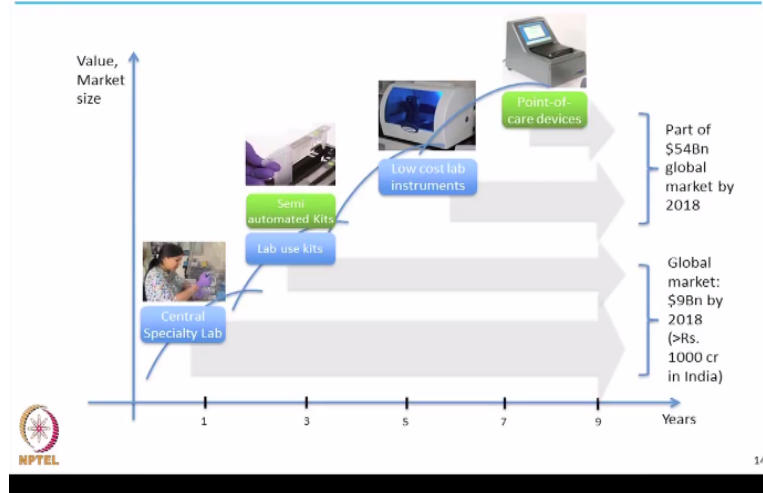 Value,
Market
size
Point-of-
care devices
Low cost lab
instruments
Semi
automated Kits
Lab use kits
Central
Specialty Lab
Part of
$54Bn
global
market by
2018
Global
market:
$9Bn by
2018
(>Rs.
1000 cr
in India)
1 3 5 7 9 Years
NPTEL
14